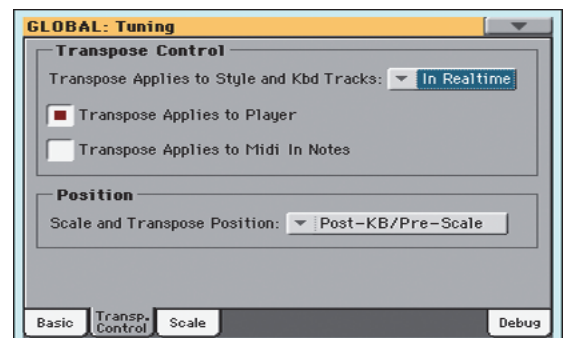 GLOBAL: Tuning
Transpose Control
Transpose Applies to Style and Kbd Tracks: In Realtime
Transpose Applies to Player
Transpose Applies to Midi In Notes
Position
Scale and Transpose Position: Post-KB/Pre-Scale
Basic Transp. Control Scale Debug